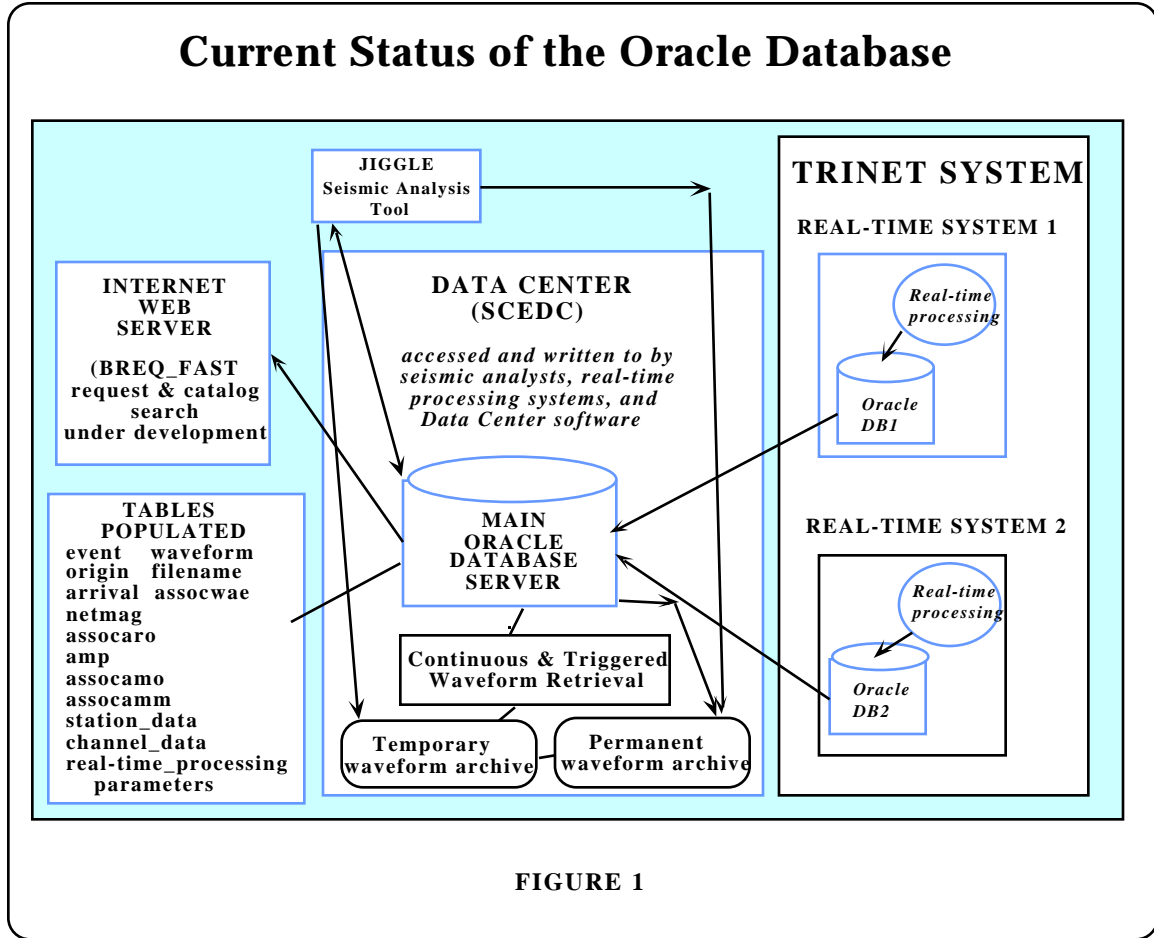 Current Status of the Oracle Database
JIGGLE
Seismic Analysis
Tool
TRINET SYSTEM
REAL-TIME SYSTEM 1
Real-time
processing
Oracle
DB1
REAL-TIME SYSTEM 2
Real-time
processing
Oracle
DB2
INTERNET
WEB
SERVER
(BREQ_FAST
request & catalog
search
under development
DATA CENTER
(SCEDC)
accessed and written to by
seismic analysts, real-time
processing systems, and
Data Center software
MAIN
ORACLE
DATABASE
SERVER
Continuous & Triggered
Waveform Retrieval
Temporary
waveform archive
Permanent
waveform archive
TABLES
POPULATED
event waveform
origin filename
arrival assocwae
netmag
assocaro
amp
assocamo
assocamm
station_data
channel_data
real-time_processing
parameters
FIGURE 1